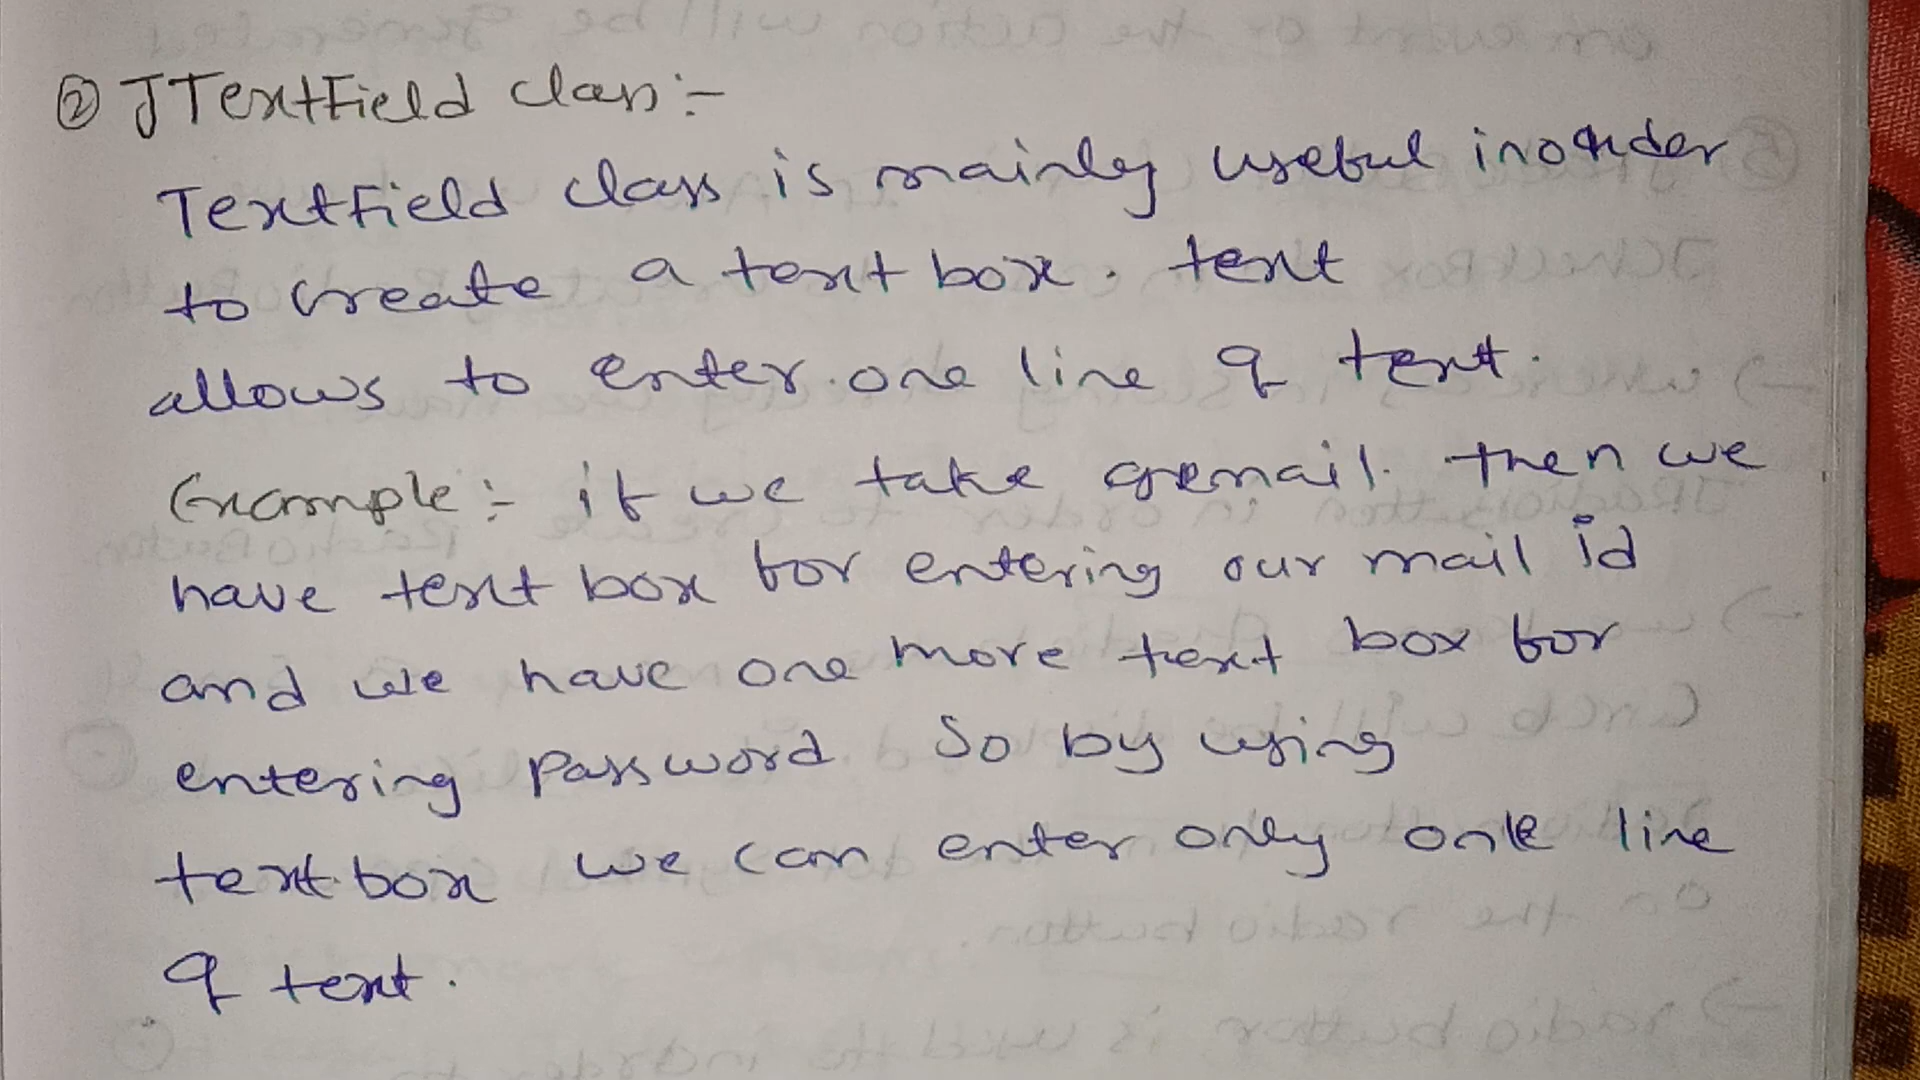 ② JTextField class:-
TextField class is mainly useful inorder
to create a text box. text
allows to enter one line of text.
Example:- if we take gmail. then we
have text box for entering our mail id
and we have one more text box for
entering password. So by using
text box we can enter only one line
of text.